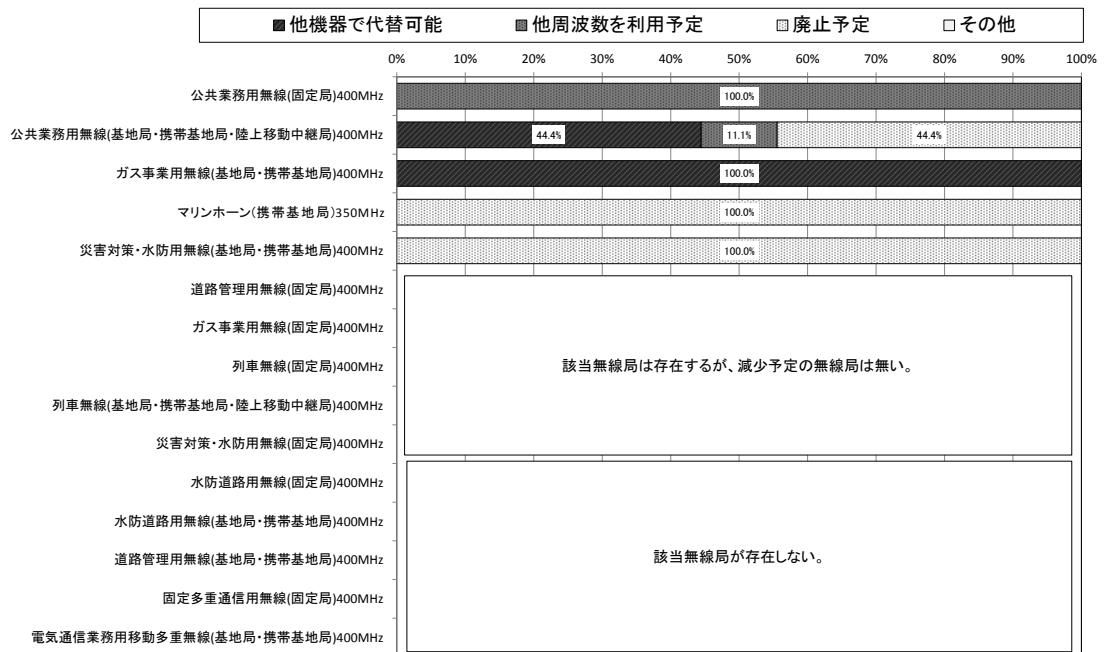 ■他機器で代替可能 ■他周波数を利用予定 □廃止予定 □その他
0% 10% 20% 30% 40% 50% 60% 70% 80% 90% 100%
公共業務用無線(固定局)400MHz 100.0%
公共業務用無線(基地局・携帯基地局・陸上移動中継局)400MHz 44.4% 11.1% 44.4%
ガス事業用無線(基地局・携帯基地局)400MHz 100.0%
マリンホーン(携帯基地局)350MHz 100.0%
災害対策・水防用無線(基地局・携帯基地局)400MHz 100.0%
道路管理用無線(固定局)400MHz
ガス事業用無線(固定局)400MHz
列車無線(固定局)400MHz
該当無線局は存在するが、減少予定の無線局は無い。
列車無線(基地局・携帯基地局・陸上移動中継局)400MHz
災害対策・水防用無線(固定局)400MHz
水防道路用無線(固定局)400MHz
水防道路用無線(基地局・携帯基地局)400MHz
道路管理用無線(基地局・携帯基地局)400MHz
該当無線局が存在しない。
固定多重通信用無線(固定局)400MHz
電気通信業務用移動多重無線(基地局・携帯基地局)400MHz